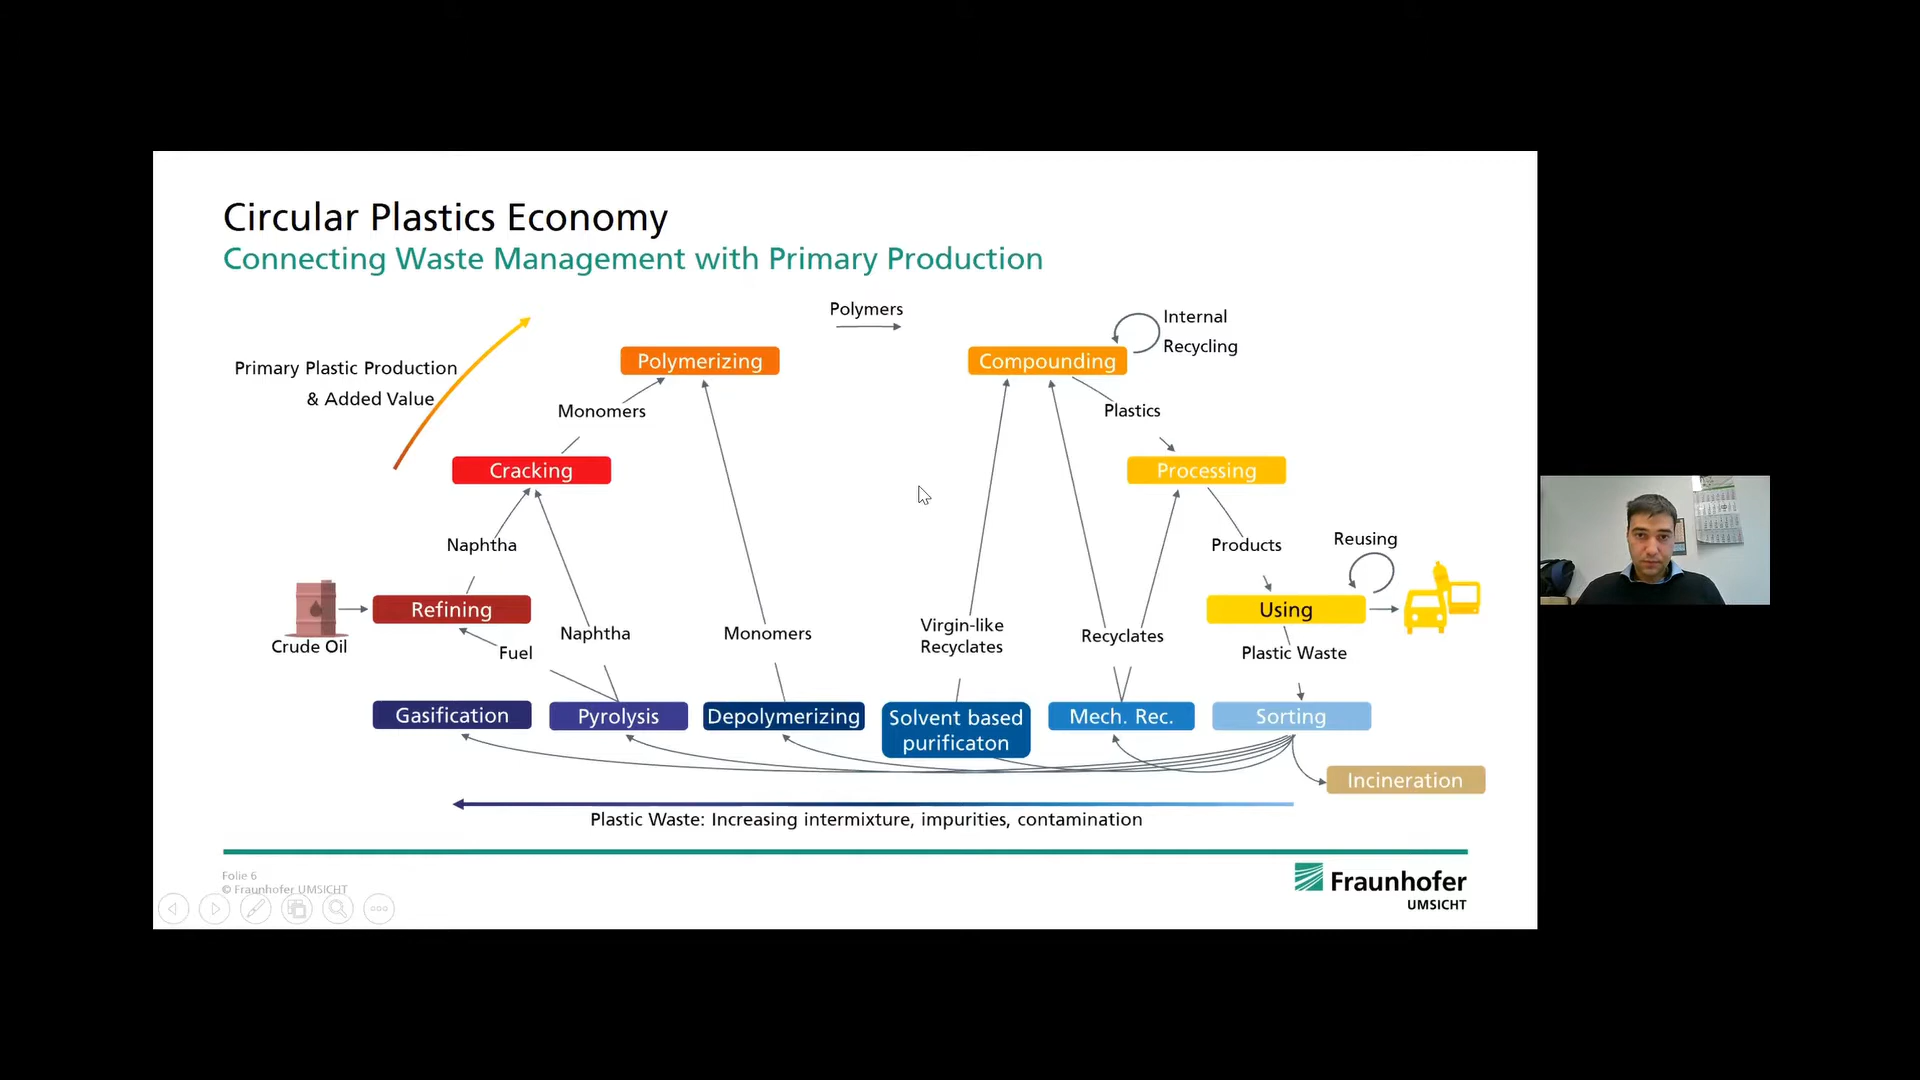 Circular Plastics Economy
Connecting Waste Management with Primary Production
Polymers
Internal
Recycling
Primary Plastic Production
& Added Value
Polymerizing
Compounding
Monomers
Plastics
Cracking
Processing
Naphtha
Products
Reusing
Refining
Using
Crude Oil
Fuel
Naphtha
Monomers
Virgin-like
Recyclates
Recyclates
Plastic Waste
Gasification
Pyrolysis
Depolymerizing
Solvent based
purificaton
Mech. Rec.
Sorting
Incineration
Plastic Waste: Increasing intermixture, impurities, contamination
Folie 6
© Fraunhofer UMSICHT
Fraunhofer
UMSICHT